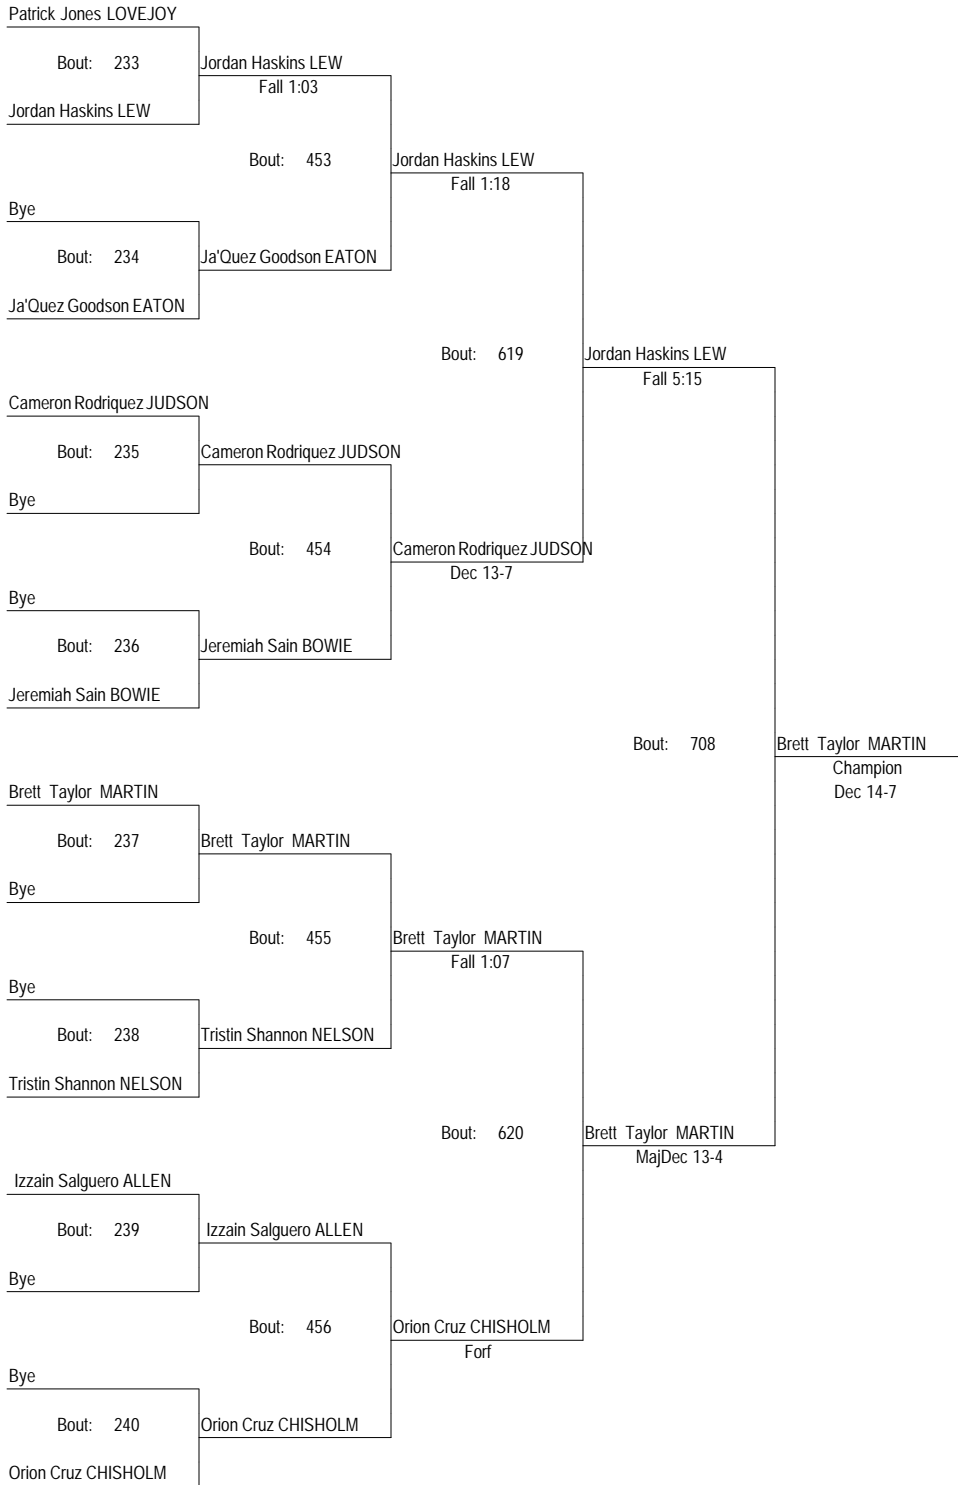 Patrick Jones LOVEJOY
Bout: 233 Jordan Haskins LEW
Fall 1:03
Jordan Haskins LEW
Bout: 453 Jordan Haskins LEW
Fall 1:18
Bye
Bout: 234 Ja'Quez Goodson EATON
Ja'Quez Goodson EATON
Bout: 619 Jordan Haskins LEW
Fall 5:15
Cameron Rodriquez JUDSON
Bout: 235 Cameron Rodriquez JUDSON
Bye
Bout: 454 Cameron Rodriquez JUDSON
Dec 13-7
Bye
Bout: 236 Jeremiah Sain BOWIE
Jeremiah Sain BOWIE
Bout: 708 Brett Taylor MARTIN
Champion
Brett Taylor MARTIN Dec 14-7
Bout: 237 Brett Taylor MARTIN
Bye
Bout: 455 Brett Taylor MARTIN
Fall 1:07
Bye
Bout: 238 Tristin Shannon NELSON
Tristin Shannon NELSON
Bout: 620 Brett Taylor MARTIN
MajDec 13-4
Izzain Salguero ALLEN
Bout: 239 Izzain Salguero ALLEN
Bye
Bout: 456 Orion Cruz CHISHOLM
Forf
Bye
Bout: 240 Orion Cruz CHISHOLM
Orion Cruz CHISHOLM